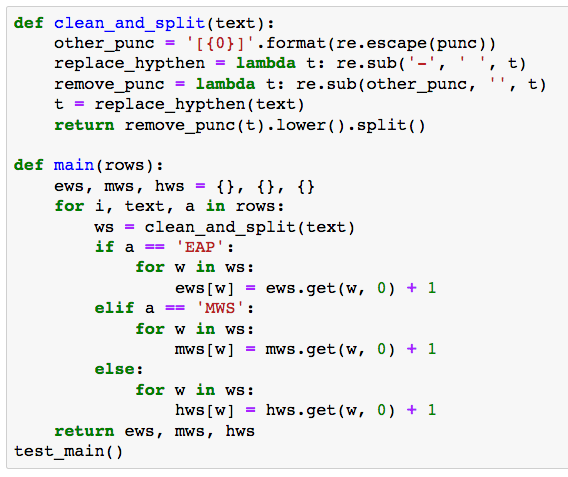 def clean_and_split(text):
    other_punc = '[{0}]'.format(re.escape(punc))
    replace_hypthen = lambda t: re.sub('-', ' ', t)
    remove_punc = lambda t: re.sub(other_punc, '', t)
    t = replace_hypthen(text)
    return remove_punc(t).lower().split()

def main(rows):
    ews, mws, hws = {}, {}, {}
    for i, text, a in rows:
        ws = clean_and_split(text)
        if a == 'EAP':
            for w in ws:
                ews[w] = ews.get(w, 0) + 1
        elif a == 'MWS':
            for w in ws:
                mws[w] = mws.get(w, 0) + 1
        else:
            for w in ws:
                hws[w] = hws.get(w, 0) + 1
    return ews, mws, hws
test_main()